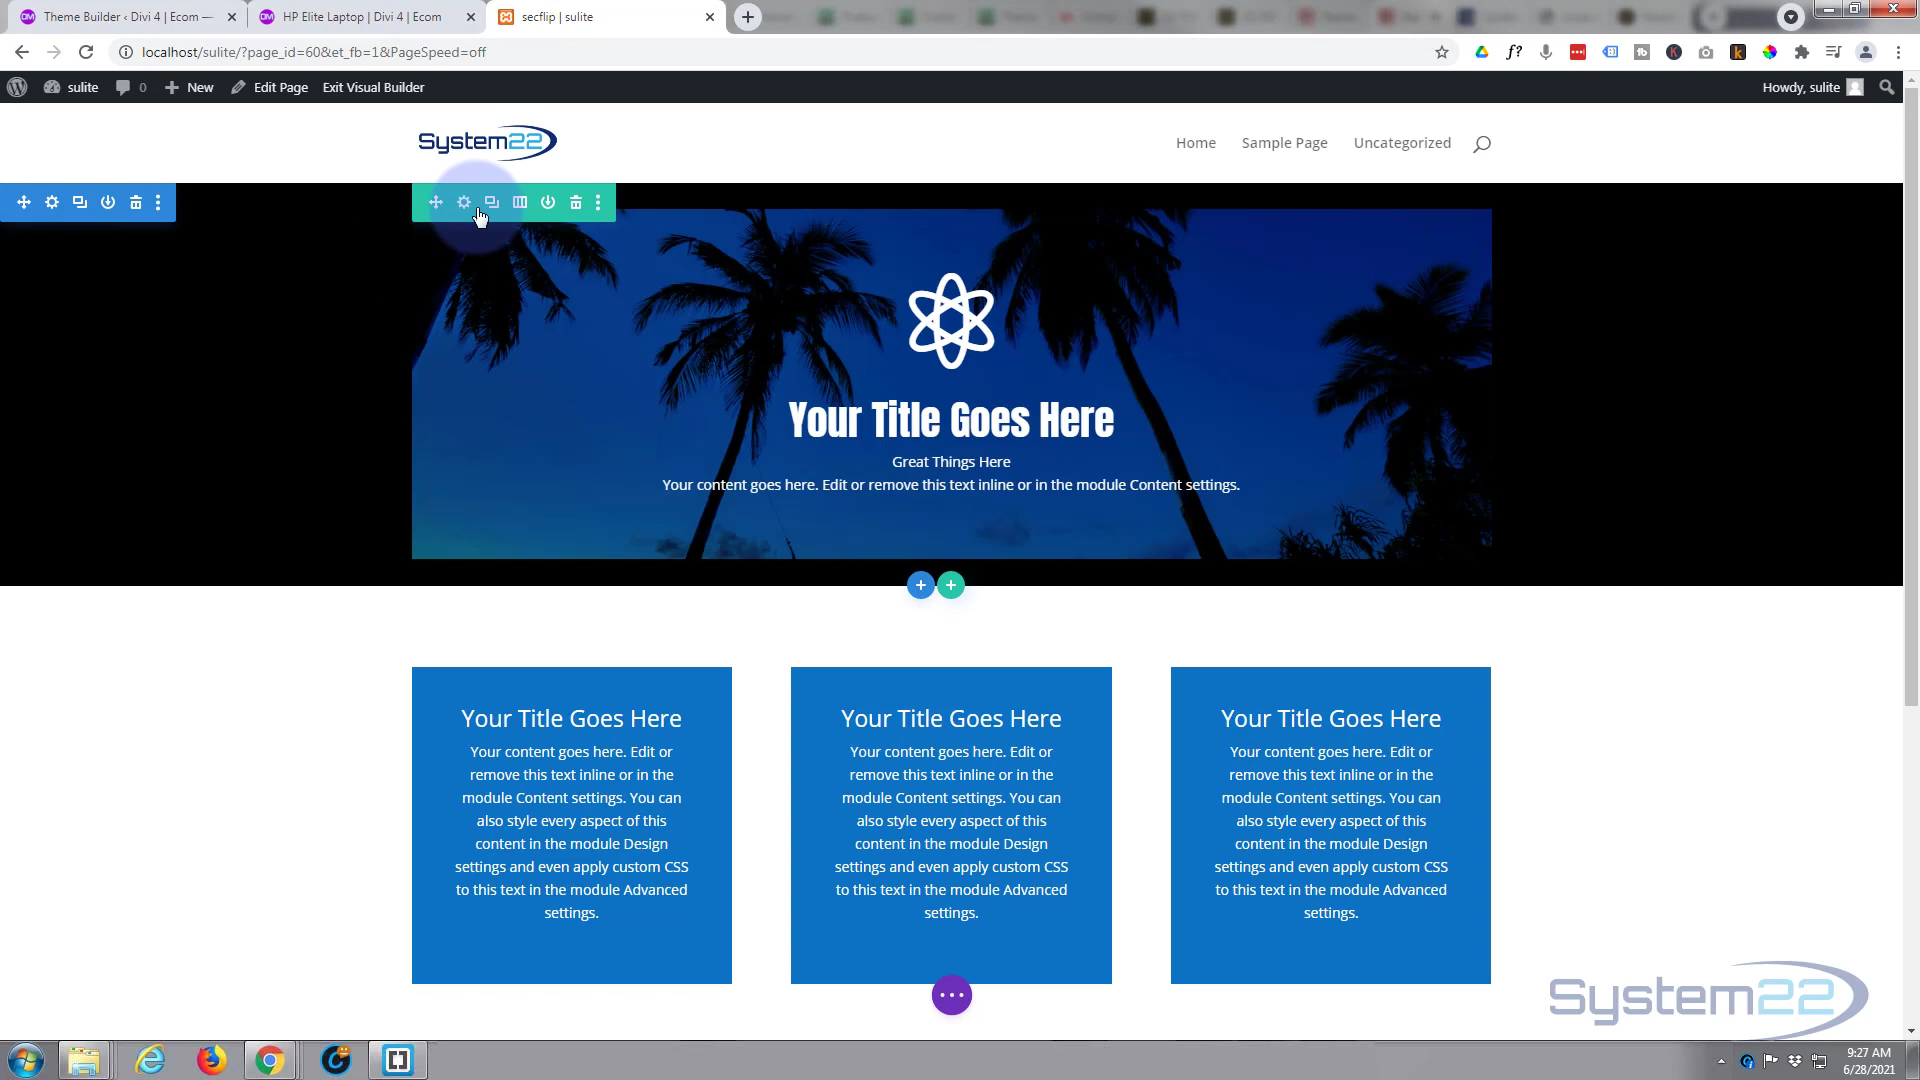 Theme Builder ‹ Divi 4 | Ecom —
HP Elite Laptop | Divi 4 | Ecom
secflip | sulite
localhost/sulite/?page_id=60&et_fb=1&PageSpeed=off
sulite 0 New Edit Page Exit Visual Builder
Howdy, sulite
System22
Home Sample Page Uncategorized
Your Title Goes Here
Great Things Here
Your content goes here. Edit or remove this text inline or in the module Content settings.
Your Title Goes Here
Your content goes here. Edit or
remove this text inline or in the
module Content settings. You can
also style every aspect of this
content in the module Design
settings and even apply custom CSS
to this text in the module Advanced
settings.
Your Title Goes Here
Your content goes here. Edit or
remove this text inline or in the
module Content settings. You can
also style every aspect of this
content in the module Design
settings and even apply custom CSS
to this text in the module Advanced
settings.
Your Title Goes Here
Your content goes here. Edit or
remove this text inline or in the
module Content settings. You can
also style every aspect of this
content in the module Design
settings and even apply custom CSS
to this text in the module Advanced
settings.
System22
9:27 AM
6/28/2021